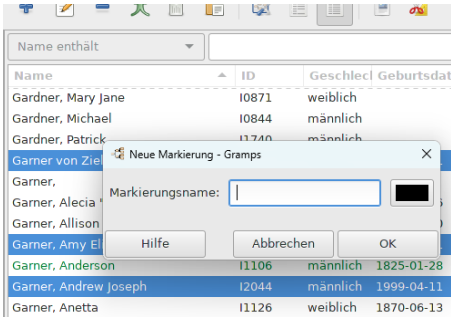 Name enthält
Name ID Geschlecl Geburtsdat
Gardner, Mary Jane I0871 weiblich
Gardner, Michael I0844 männlich
Gardner, Patrick I1740 männlich
Garner von Ziel
Neue Markierung - Gramps
Garner,
Markierungsname:
Garner, Alecia "
Garner, Allison
Garner, Amy El
Hilfe Abbrechen OK
Garner, Anderson I1106 männlich 1825-01-28
Garner, Andrew Joseph I2044 männlich 1999-04-11
Garner, Anetta I1126 weiblich 1870-06-13